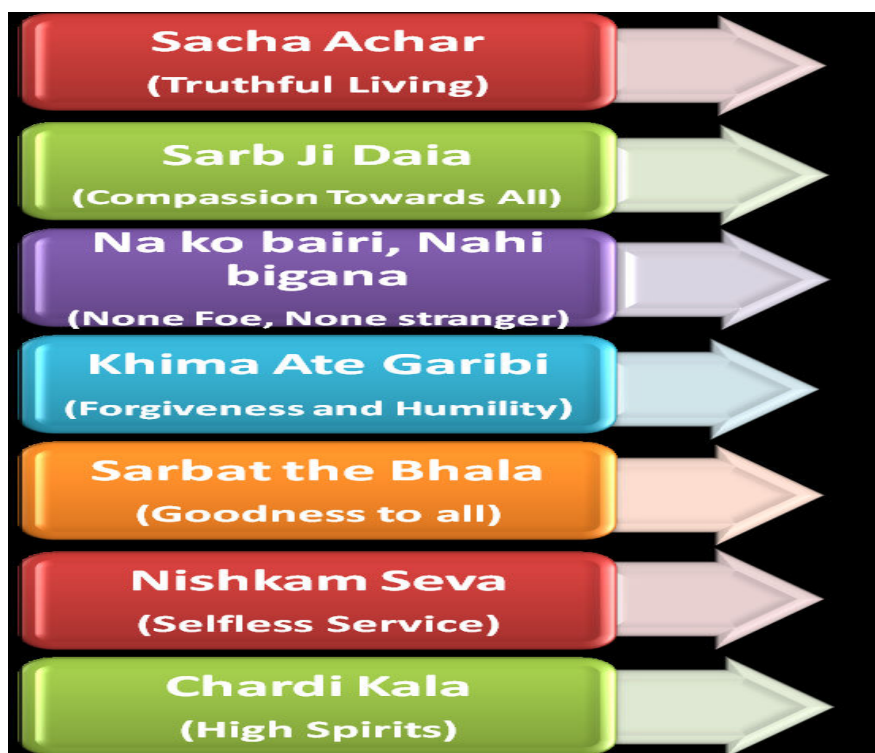 Sacha Achar
(Truthful Living)
Sarb Ji Daia
(Compassion Towards All)
Na ko bairi, Nahi
bigana
(None Foe, None stranger)
Khima Ate Garibi
(Forgiveness and Humility)
Sarbat the Bhala
(Goodness to all)
Nishkam Seva
(Selfless Service)
Chardi Kala
(High Spirits)